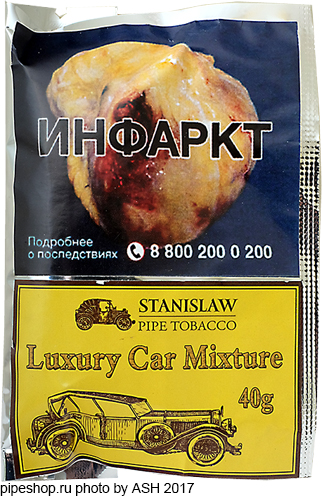 ИНФАРКТ
Подробнее
о последствиях 8 800 200 0 200
STANISLAW
PIPE TOBACCO
Luxury Car Mixture
40g
pipeshop.ru photo by ASH 2017